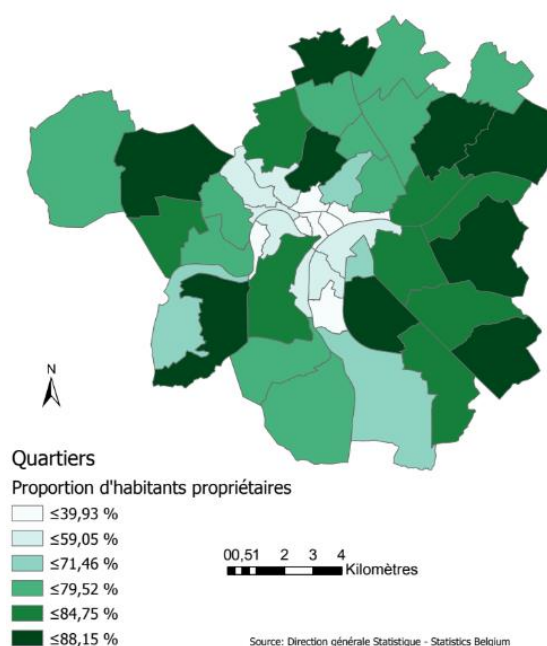 N
Quartiers
Proportion d'habitants propriétaires
≤39,93 %
≤59,05 %
≤71,46 %
≤79,52 %
≤84,75 %
≤88,15 %
00,51 2 3 4
Kilomètres
Source: Direction générale Statistique - Statistics Belgium